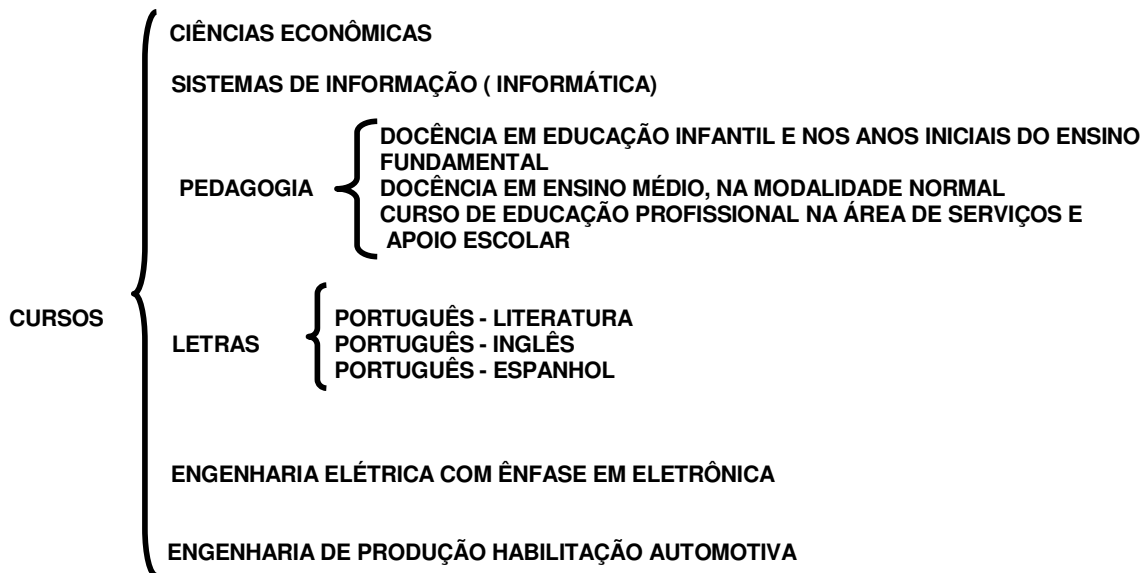 CIÊNCIAS ECONÔMICAS
SISTEMAS DE INFORMAÇÃO ( INFORMÁTICA)
PEDAGOGIA
DOCÊNCIA EM EDUCAÇÃO INFANTIL E NOS ANOS INICIAIS DO ENSINO
FUNDAMENTAL
DOCÊNCIA EM ENSINO MÉDIO, NA MODALIDADE NORMAL
CURSO DE EDUCAÇÃO PROFISSIONAL NA ÁREA DE SERVIÇOS E
APOIO ESCOLAR
CURSOS
LETRAS
PORTUGUÊS - LITERATURA
PORTUGUÊS - INGLÊS
PORTUGUÊS - ESPANHOL
ENGENHARIA ELÉTRICA COM ÊNFASE EM ELETRÔNICA
ENGENHARIA DE PRODUÇÃO HABILITAÇÃO AUTOMOTIVA